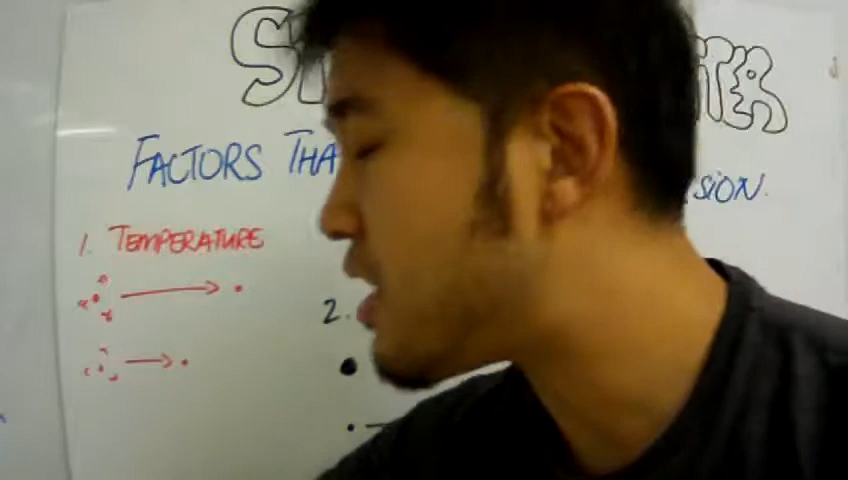 FACTORS THA SION.
1. TEMPERATURE
2.